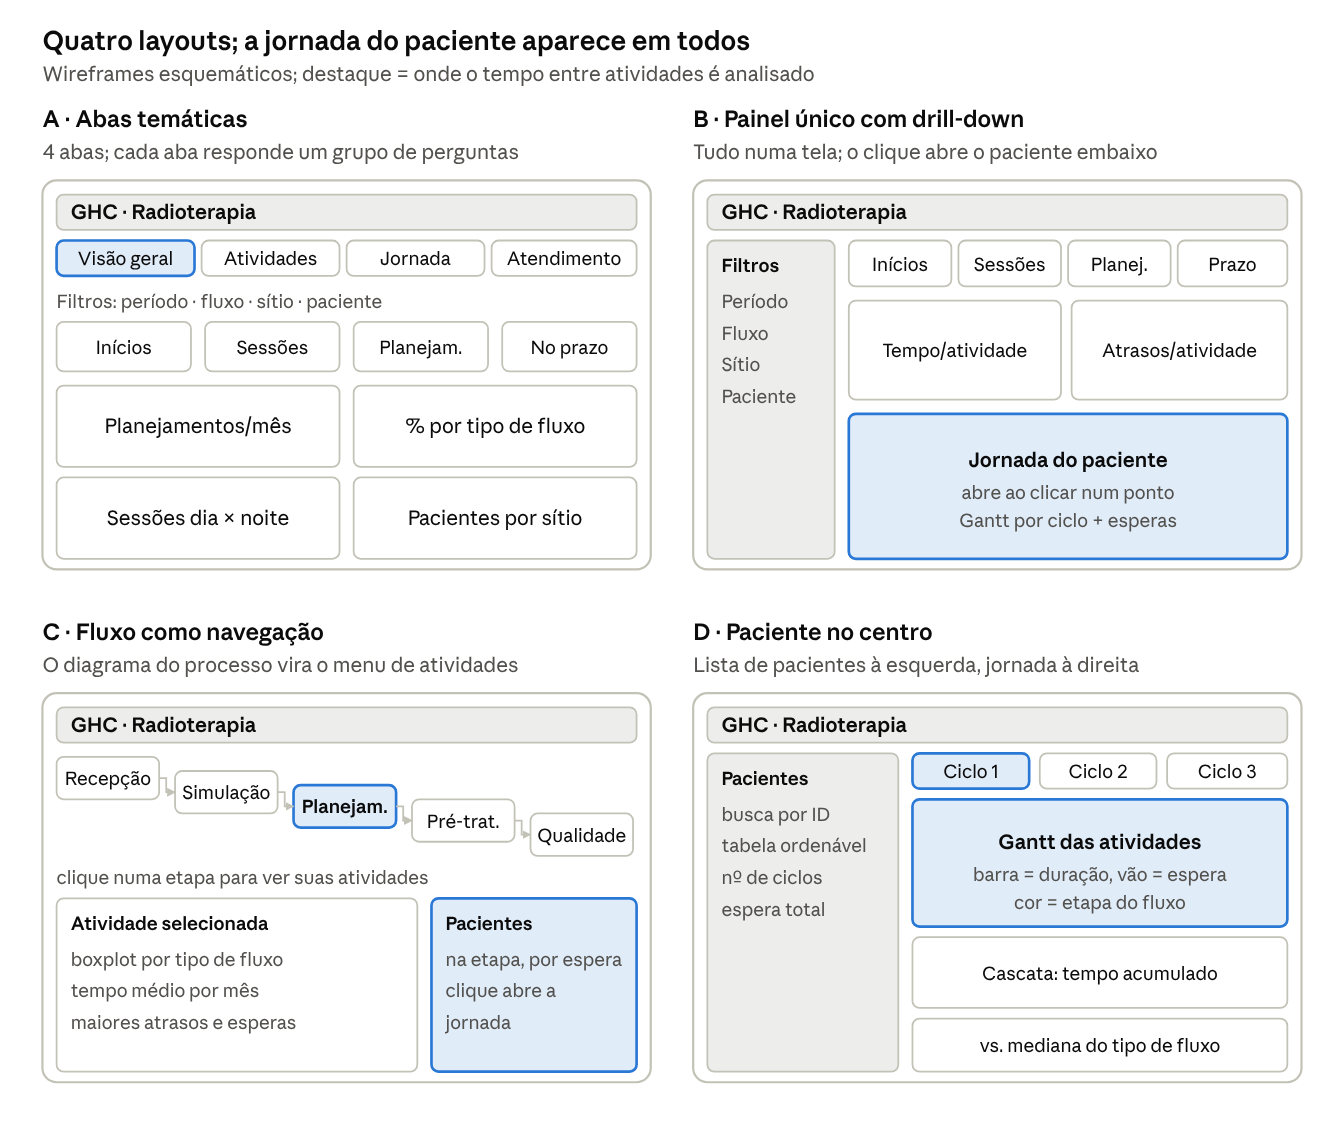 Quatro layouts; a jornada do paciente aparece em todos
Wireframes esquemáticos; destaque = onde o tempo entre atividades é analisado
A · Abas temáticas
4 abas; cada aba responde um grupo de perguntas
GHC · Radioterapia
Visão geral
Atividades
Jornada
Atendimento
Filtros: período · fluxo · sítio · paciente
Inícios
Sessões
Planejam.
No prazo
Planejamentos/mês
% por tipo de fluxo
Sessões dia × noite
Pacientes por sítio
B · Painel único com drill-down
Tudo numa tela; o clique abre o paciente embaixo
GHC · Radioterapia
Filtros
Período
Fluxo
Sítio
Paciente
Inícios
Sessões
Planej.
Prazo
Tempo/atividade
Atrasos/atividade
Jornada do paciente
abre ao clicar num ponto
Gantt por ciclo + esperas
C · Fluxo como navegação
O diagrama do processo vira o menu de atividades
GHC · Radioterapia
Recepção
Simulação
Planejam.
Pré-trat.
Qualidade
clique numa etapa para ver suas atividades
Atividade selecionada
boxplot por tipo de fluxo
tempo médio por mês
maiores atrasos e esperas
Pacientes
na etapa, por espera
clique abre a
jornada
D · Paciente no centro
Lista de pacientes à esquerda, jornada à direita
GHC · Radioterapia
Pacientes
busca por ID
tabela ordenável
nº de ciclos
espera total
Ciclo 1
Ciclo 2
Ciclo 3
Gantt das atividades
barra = duração, vão = espera
cor = etapa do fluxo
Cascata: tempo acumulado
vs. mediana do tipo de fluxo